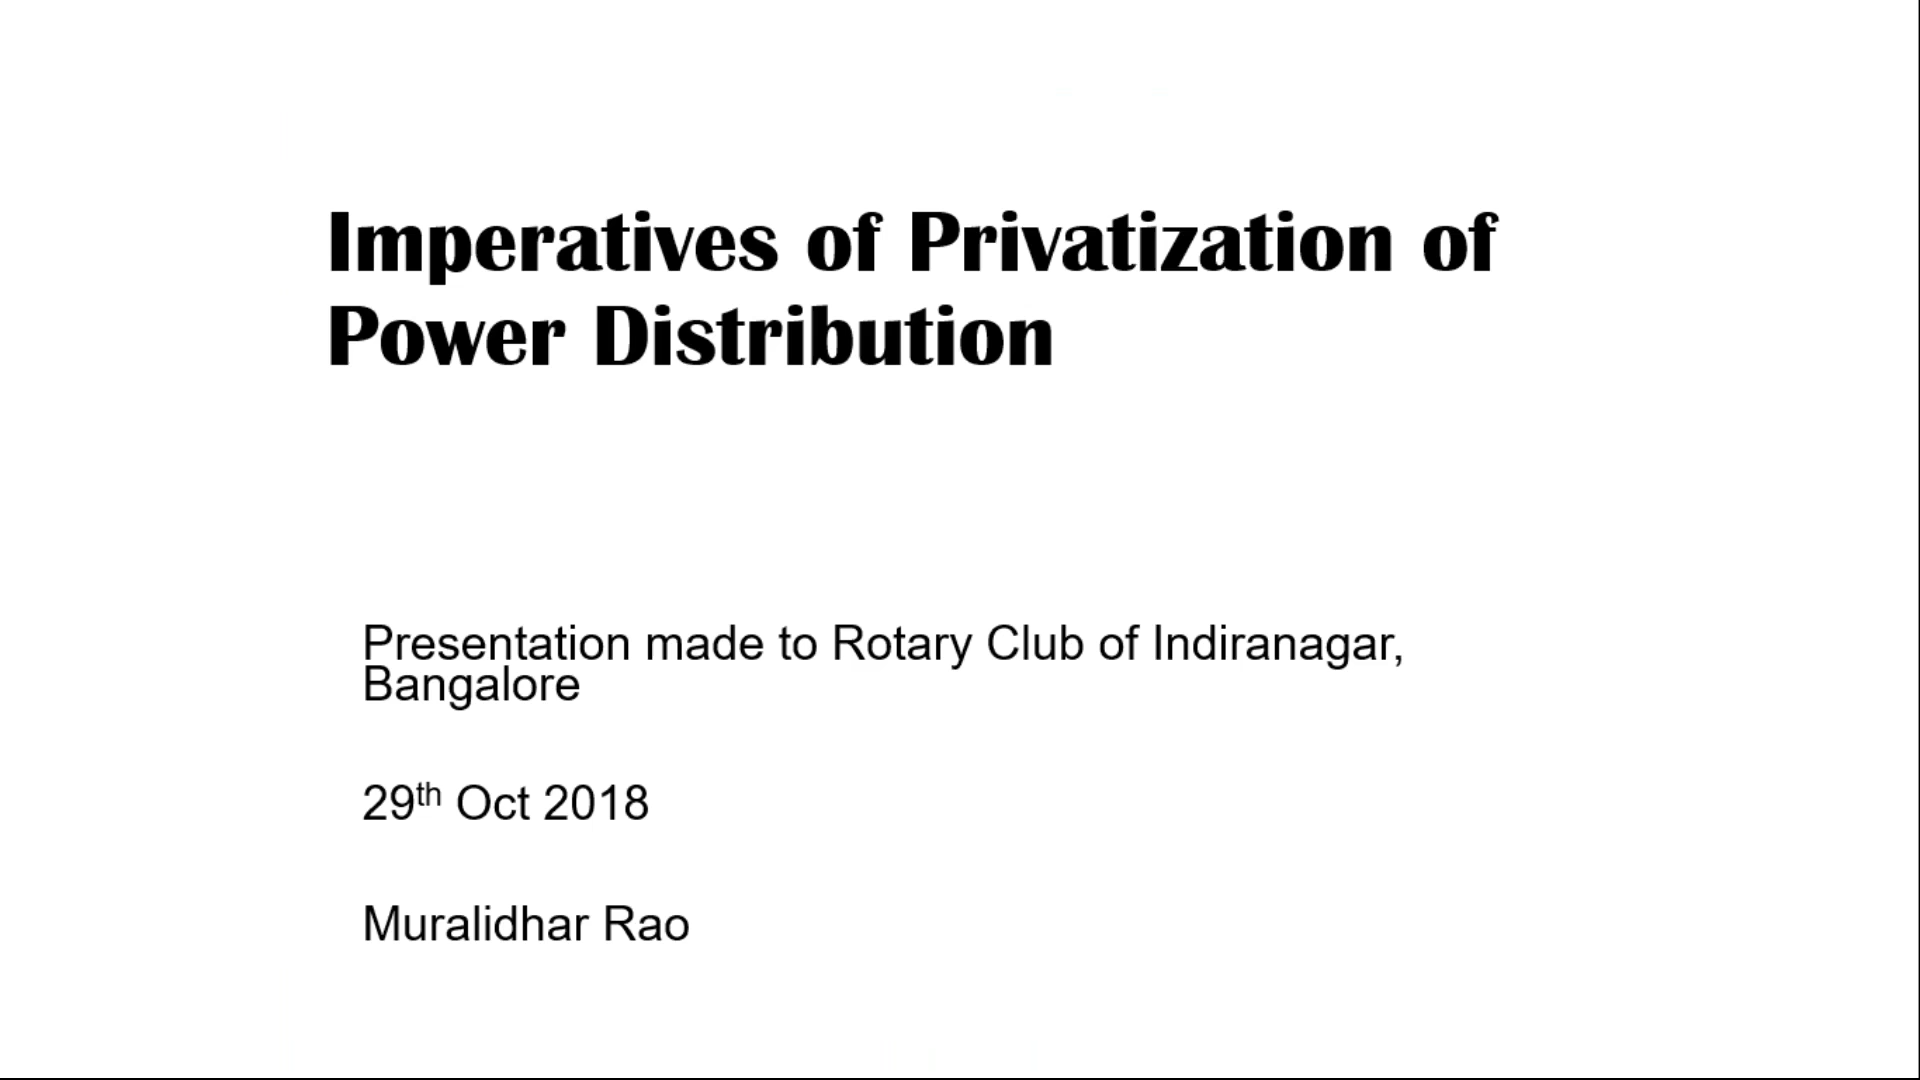 Imperatives of Privatization of
Power Distribution
Presentation made to Rotary Club of Indiranagar,
Bangalore
29th Oct 2018
Muralidhar Rao